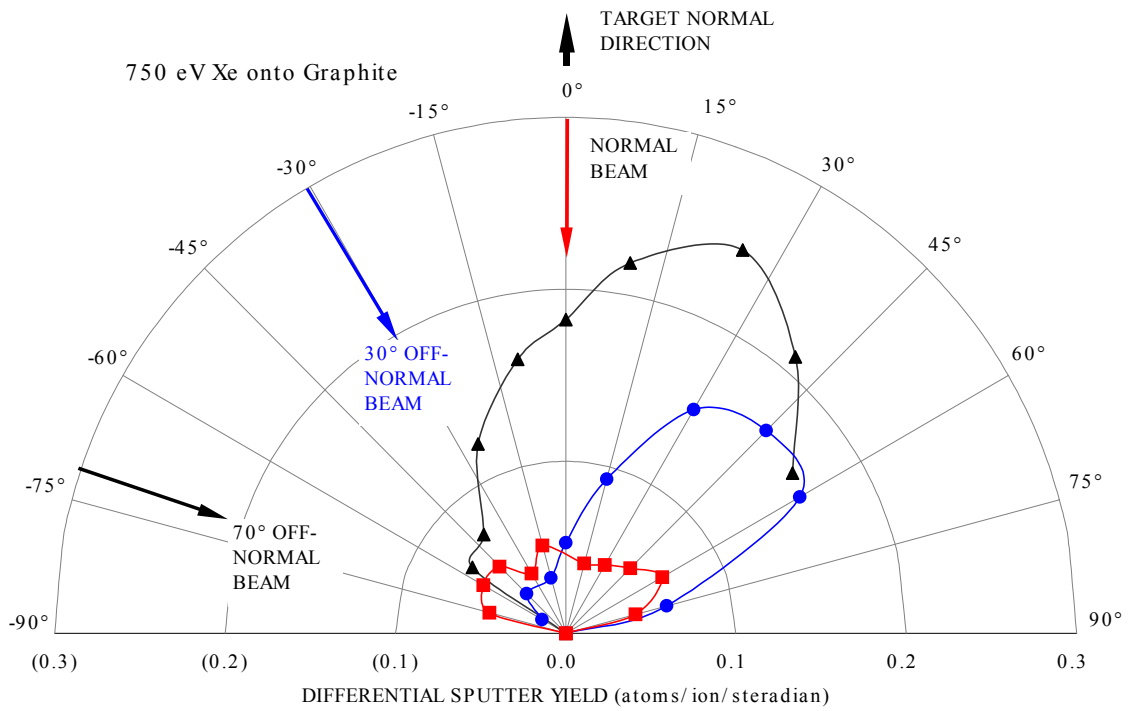 TARGET NORMAL
DIRECTION
750 eV Xe onto Graphite
0°
-15°
15°
NORMAL
BEAM
-30°
30°
-45°
45°
30° OFF-
NORMAL
BEAM
-60°
60°
-75°
75°
70° OFF-
NORMAL
BEAM
-90°
90°
(0.3)
(0.2)
(0.1)
0.0
0.1
0.2
0.3
DIFFERENTIAL SPUTTER YIELD (atoms/ion/steradian)